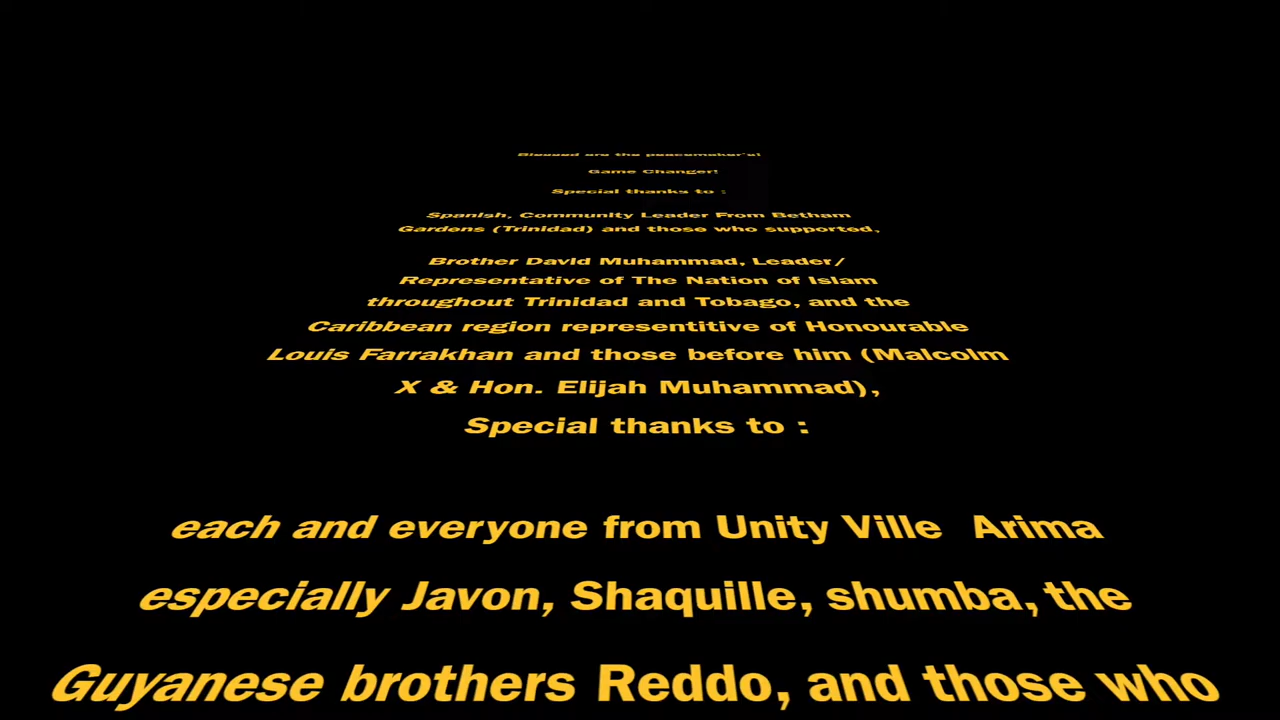 Blessed are the peacemaker's!
Game Changer!
Special thanks to :
Spanish, Community Leader From Betham
Gardens (Trinidad) and those who supported,
Brother David Muhammad, Leader/
Representative of The Nation of Islam
throughout Trinidad and Tobago, and the
Caribbean region representitive of Honourable
Louis Farrakhan and those before him (Malcolm
X & Hon. Elijah Muhammad),
Special thanks to :
each and everyone from Unity Ville Arima
especially Javon, Shaquille, shumba, the
Guyanese brothers Reddo, and those who